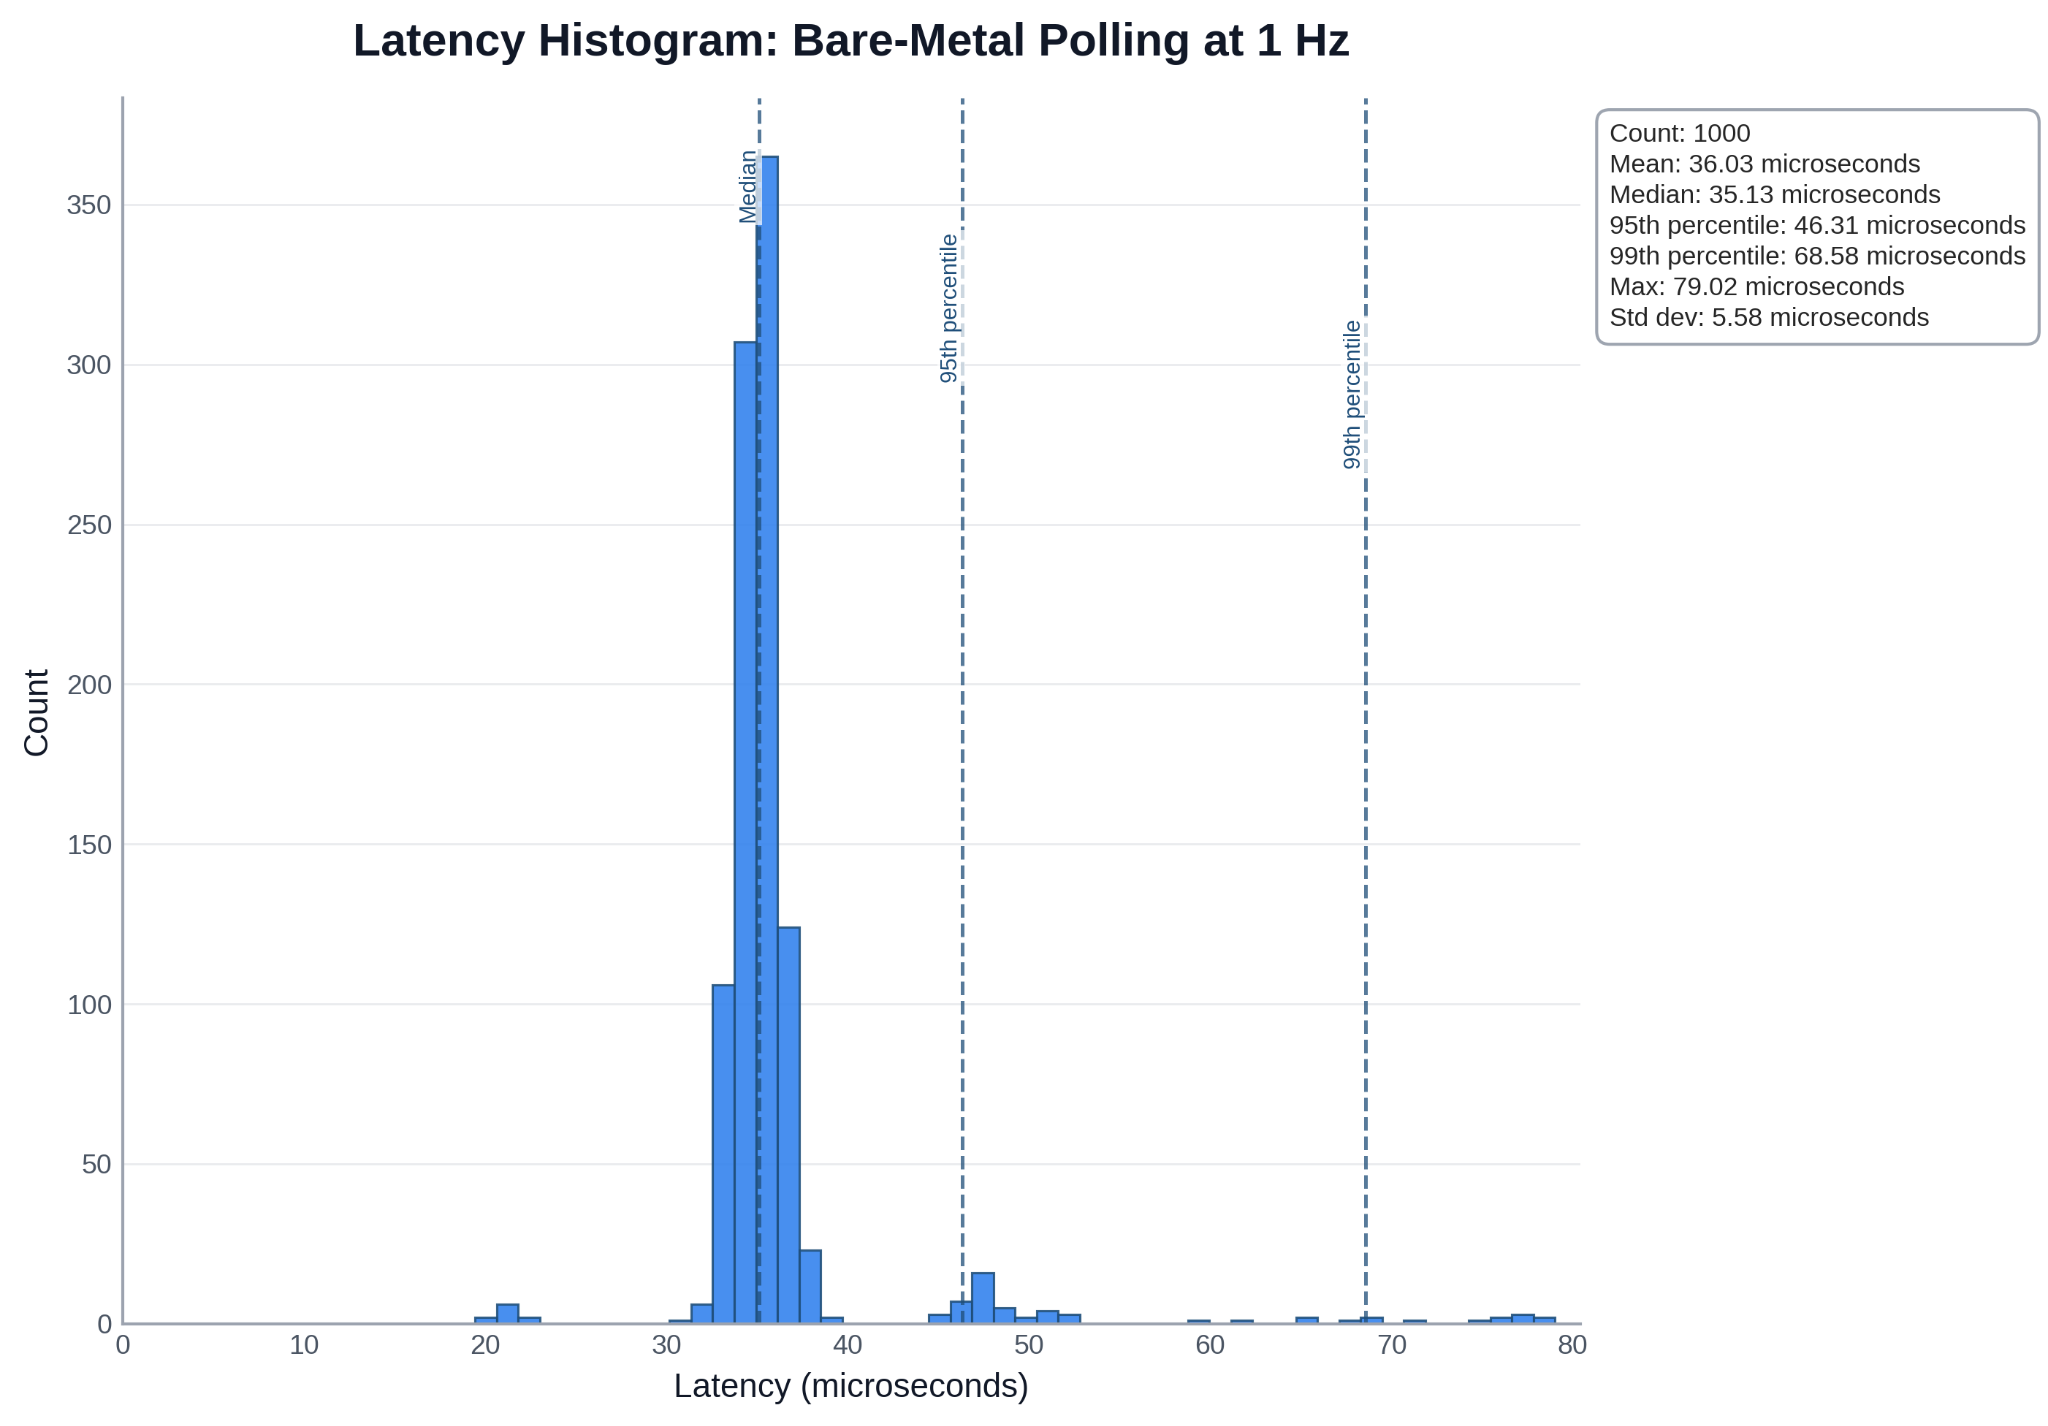 Latency Histogram: Bare-Metal Polling at 1 Hz
Count: 1000
Mean: 36.03 microseconds
Median: 35.13 microseconds
95th percentile: 46.31 microseconds
99th percentile: 68.58 microseconds
Max: 79.02 microseconds
Std dev: 5.58 microseconds
Median
95th percentile
99th percentile
Count
350
300
250
200
150
100
50
0
0 10 20 30 40 50 60 70 80
Latency (microseconds)